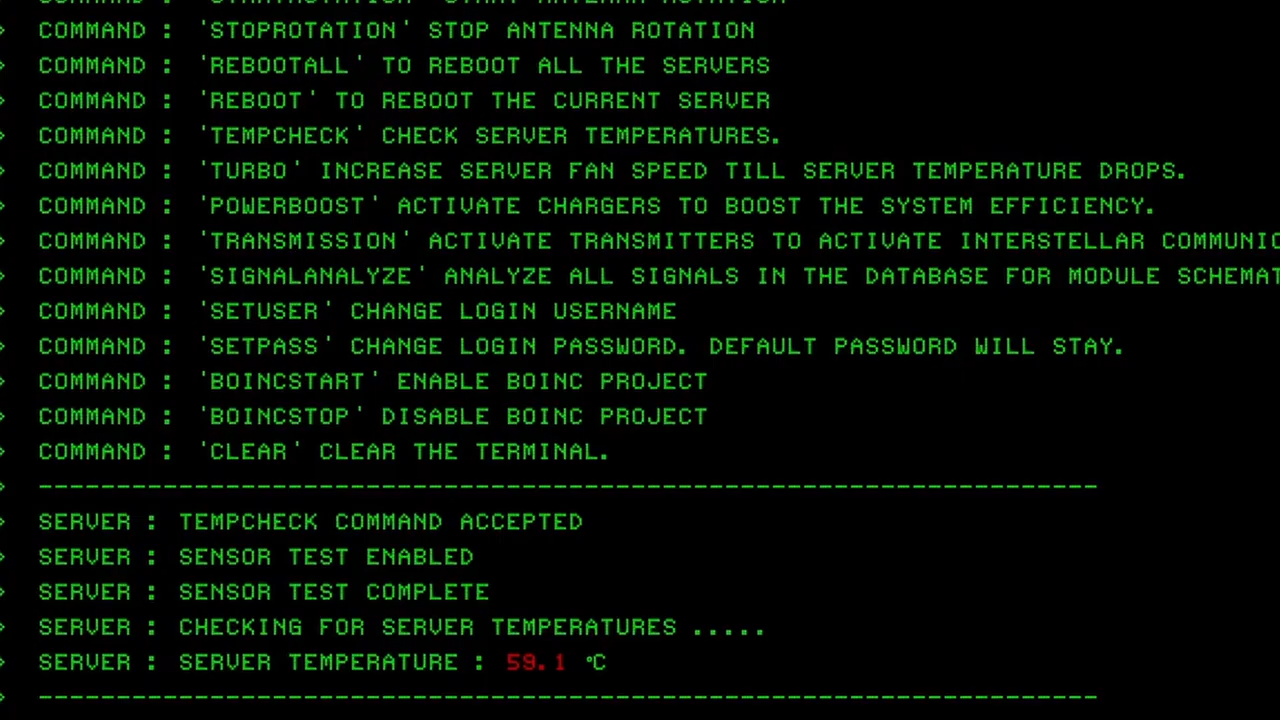 > COMMAND : 'STOPROTATION' STOP ANTENNA ROTATION
> COMMAND : 'REBOOTALL' TO REBOOT ALL THE SERVERS
> COMMAND : 'REBOOT' TO REBOOT THE CURRENT SERVER
> COMMAND : 'TEMPCHECK' CHECK SERVER TEMPERATURES.
> COMMAND : 'TURBO' INCREASE SERVER FAN SPEED TILL SERVER TEMPERATURE DROPS.
> COMMAND : 'POWERBOOST' ACTIVATE CHARGERS TO BOOST THE SYSTEM EFFICIENCY.
> COMMAND : 'TRANSMISSION' ACTIVATE TRANSMITTERS TO ACTIVATE INTERSTELLAR
> COMMAND : 'SIGNALANALYZE' ANALYZE ALL SIGNALS IN THE DATABASE FOR MODULE
> COMMAND : 'SETUSER' CHANGE LOGIN USERNAME
> COMMAND : 'SETPASS' CHANGE LOGIN PASSWORD. DEFAULT PASSWORD WILL STAY.
> COMMAND : 'BOINCSTART' ENABLE BOINC PROJECT
> COMMAND : 'BOINCSTOP' DISABLE BOINC PROJECT
> COMMAND : 'CLEAR' CLEAR THE TERMINAL.
> --------------------------------------------------------------------
> SERVER : TEMPCHECK COMMAND ACCEPTED
> SERVER : SENSOR TEST ENABLED
> SERVER : SENSOR TEST COMPLETE
> SERVER : CHECKING FOR SERVER TEMPERATURES .....
> SERVER : SERVER TEMPERATURE : 59.1 °C
> --------------------------------------------------------------------